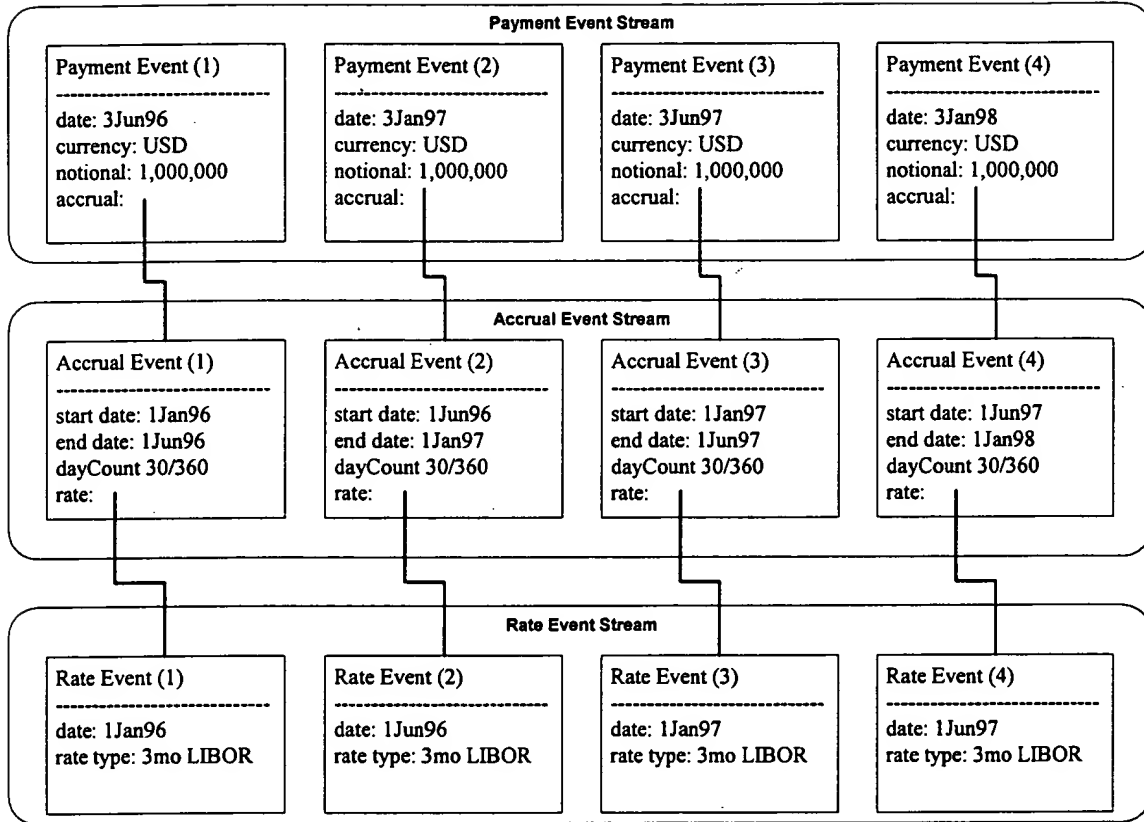 Payment Event Stream
Payment Event (1)
date: 3Jun96
currency: USD
notional: 1,000,000
accrual:
Payment Event (2)
date: 3Jan97
currency: USD
notional: 1,000,000
accrual:
Payment Event (3)
date: 3Jun97
currency: USD
notional: 1,000,000
accrual:
Payment Event (4)
date: 3Jan98
currency: USD
notional: 1,000,000
accrual:
Accrual Event Stream
Accrual Event (1)
start date: 1Jan96
end date: 1Jun96
dayCount 30/360
rate:
Accrual Event (2)
start date: 1Jun96
end date: 1Jan97
dayCount 30/360
rate:
Accrual Event (3)
start date: 1Jan97
end date: 1Jun97
dayCount 30/360
rate:
Accrual Event (4)
start date: 1Jun97
end date: 1Jan98
dayCount 30/360
rate:
Rate Event Stream
Rate Event (1)
date: 1Jan96
rate type: 3mo LIBOR
Rate Event (2)
date: 1Jun96
rate type: 3mo LIBOR
Rate Event (3)
date: 1Jan97
rate type: 3mo LIBOR
Rate Event (4)
date: 1Jun97
rate type: 3mo LIBOR